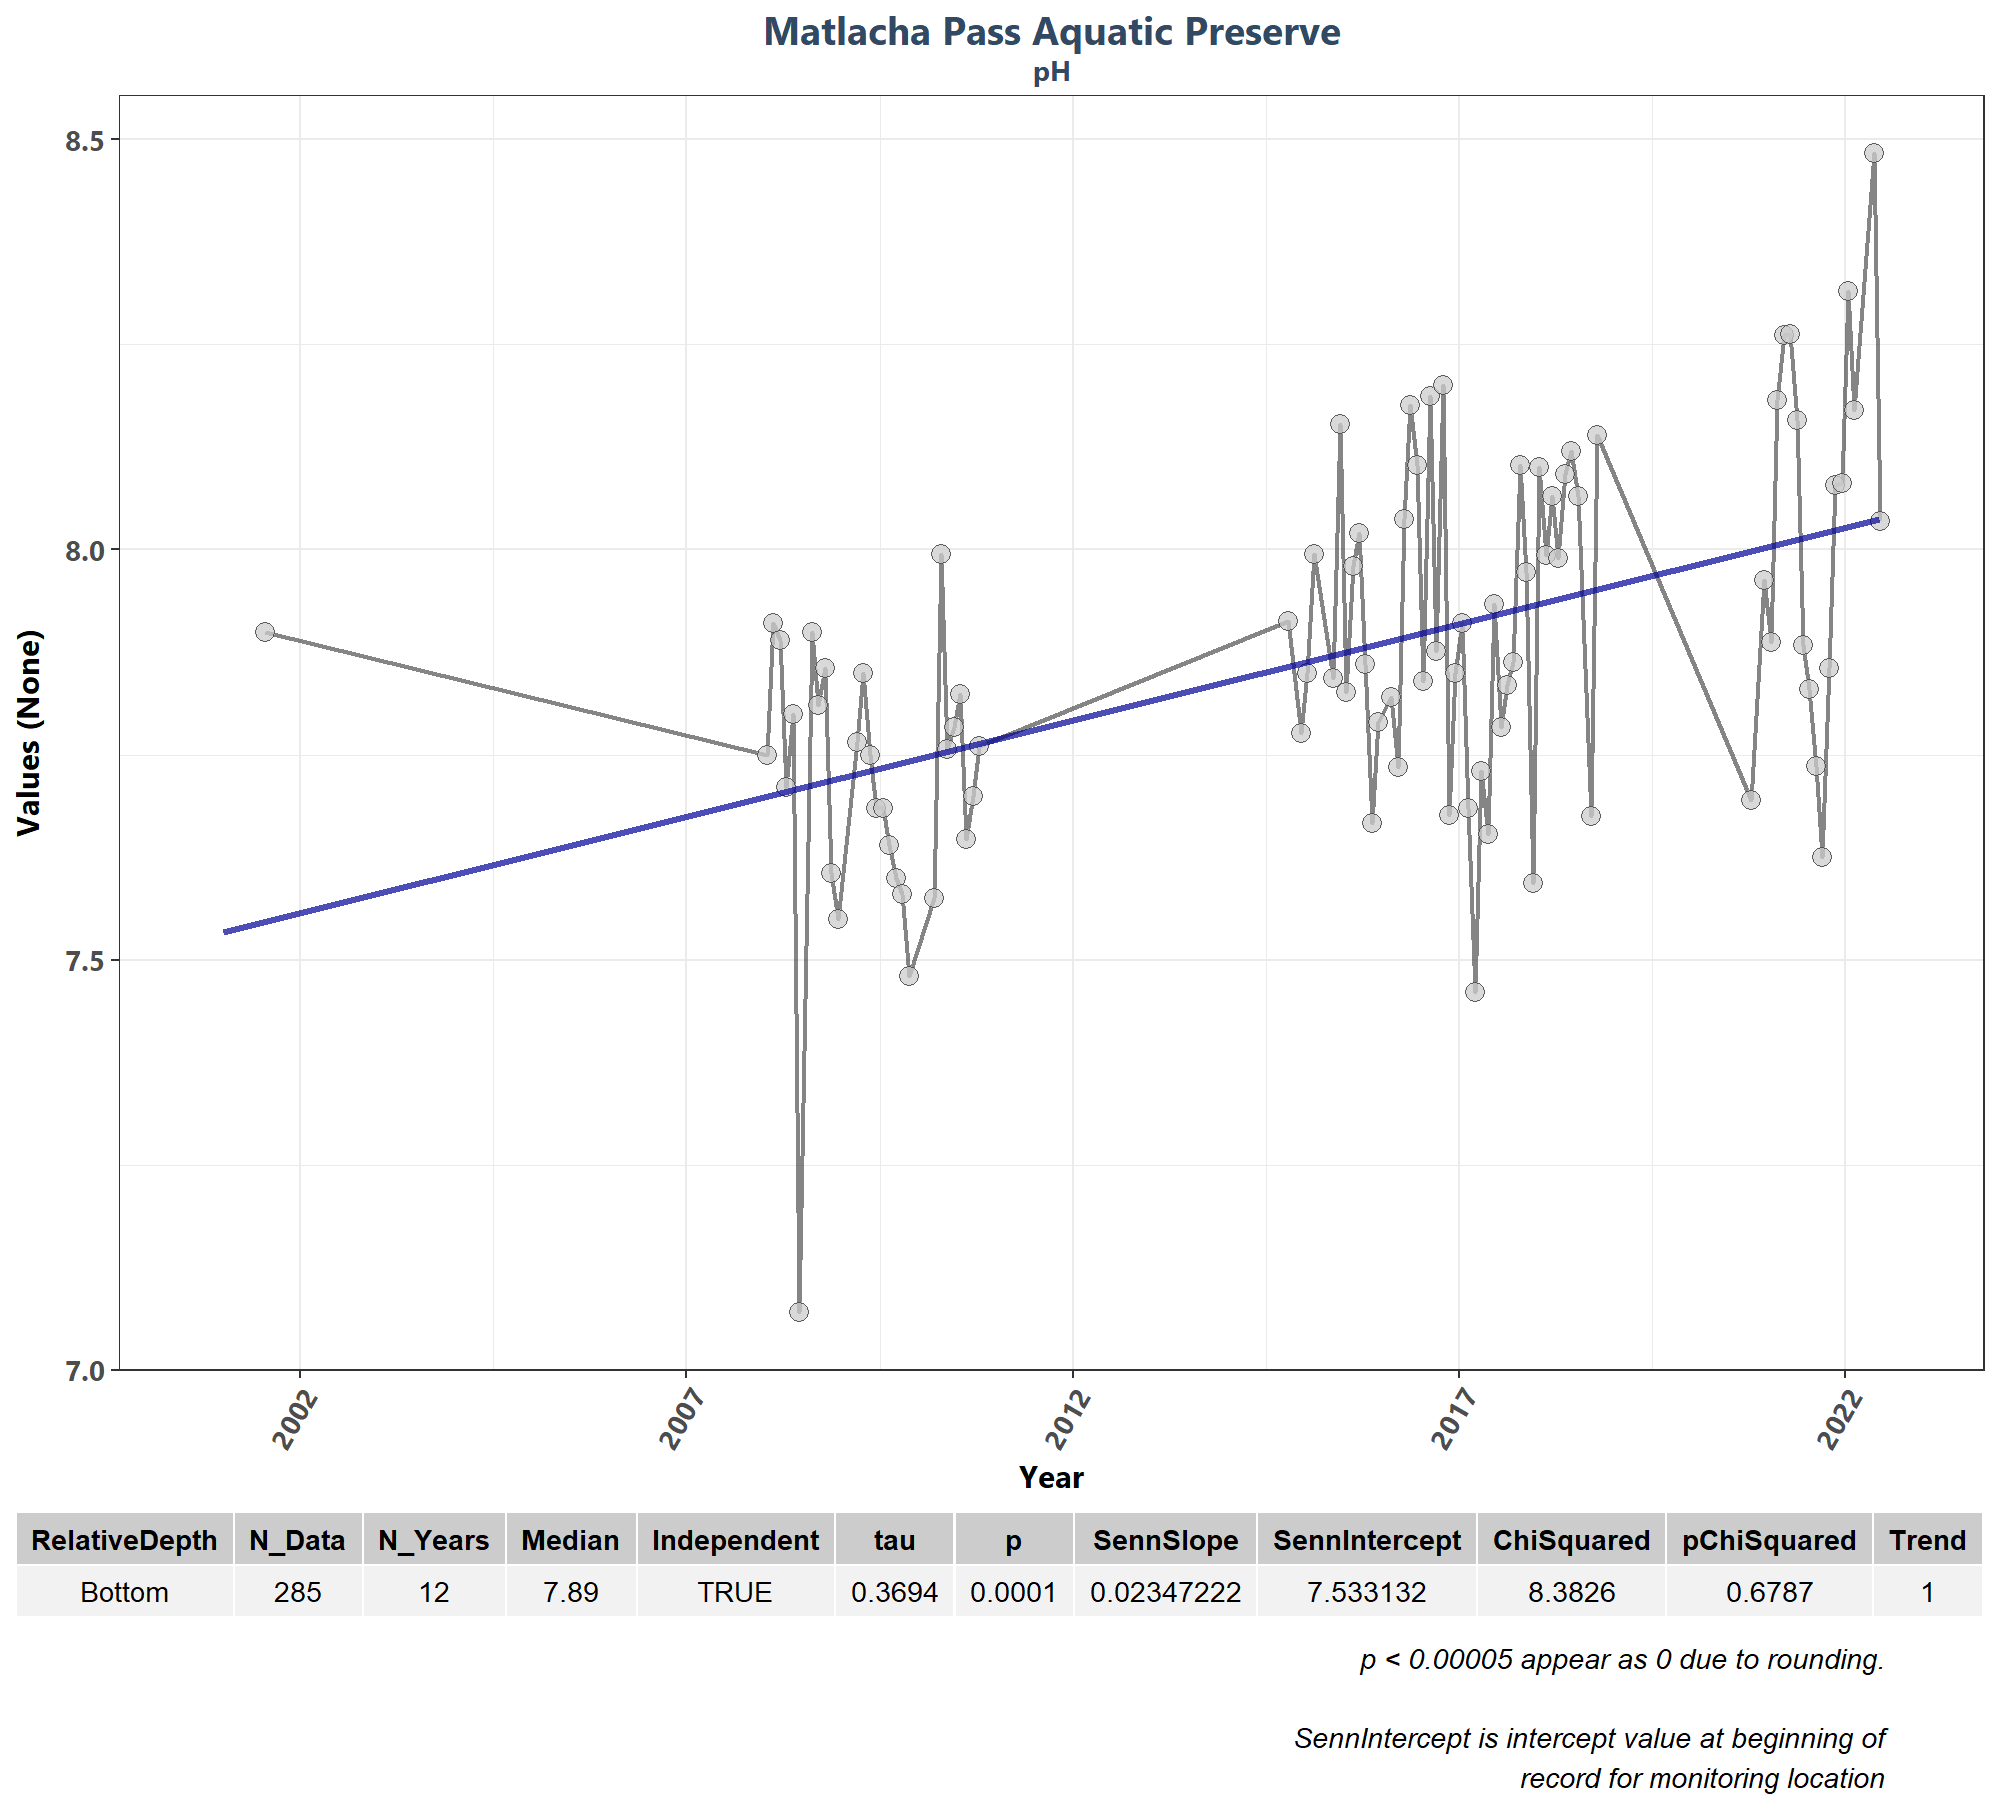 Matlacha Pass Aquatic Preserve
pH
8.5
8.0
7.5
7.0
Values (None)
2002 2007 2012 2017 2022
Year
RelativeDepth N_Data N_Years Median Independent tau p SennSlope SennIntercept ChiSquared pChiSquared Trend
Bottom 285 12 7.89 TRUE 0.3694 0.0001 0.02347222 7.533132 8.3826 0.6787 1
p < 0.00005 appear as 0 due to rounding.
SennIntercept is intercept value at beginning of
record for monitoring location